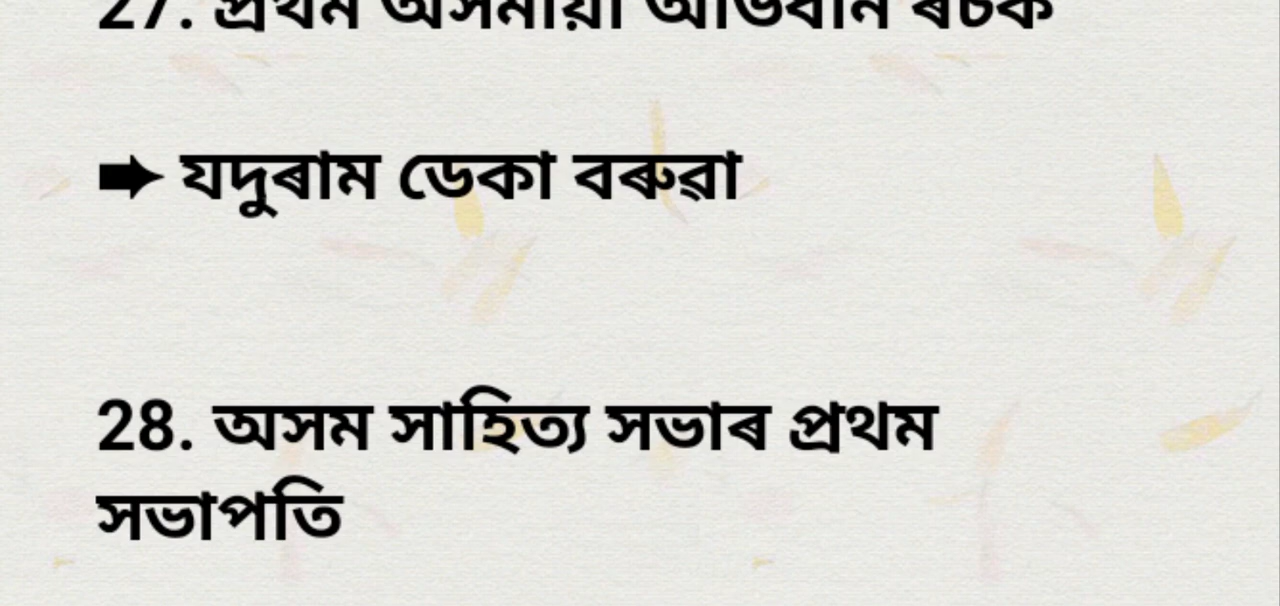 27. প্ৰথম অসমীয়া অভিধান ৰচক
➨ যদুৰাম ডেকা বৰুৱা
28. অসম সাহিত্য সভাৰ প্ৰথম
সভাপতি